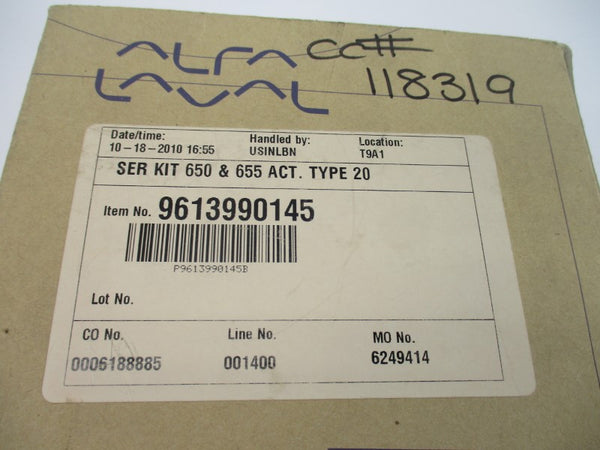 ALFA CC#
LAVAL 118319
Date/time: Handled by: Location:
10-18-2010 16:55 USINLBN T9A1
SER KIT 650 & 655 ACT. TYPE 20
Item No. 9613990145
P9613990145B
Lot No.
CO No. Line No. MO No.
0006188885 001400 6249414